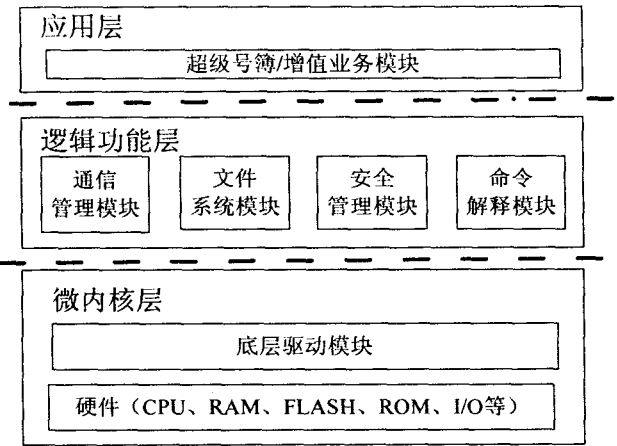 应用层
超级号簿/增值业务模块
逻辑功能层
通信
管理模块
文件
系统模块
安全
管理模块
命令
解释模块
微内核层
底层驱动模块
硬件（CPU、RAM、FLASH、ROM、I/O等）